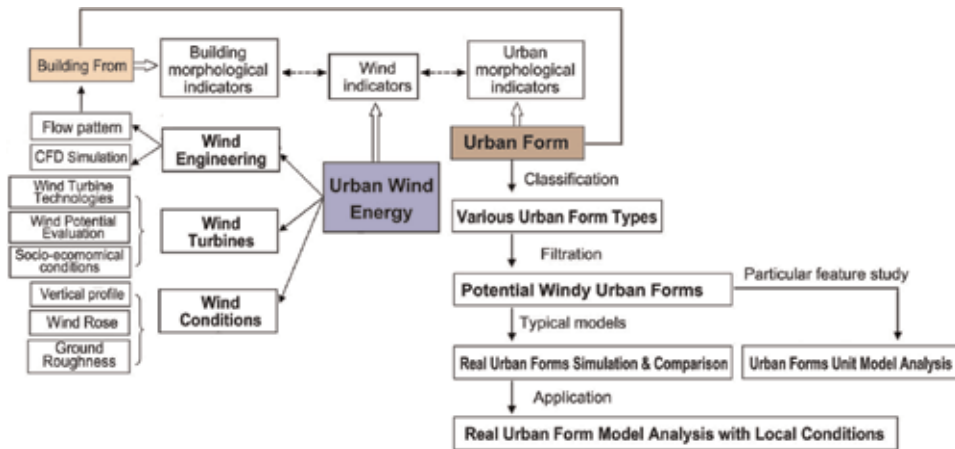 Building From
Building
morphological
indicators
Wind
indicators
Urban
morphological
indicators
Flow pattern
CFD Simulation
Wind
Engineering
Urban Wind
Energy
Urban Form
Classification
Wind Turbine
Technologies
Wind Potential
Evaluation
Socio-ecomomical
conditions
Wind
Turbines
Various Urban Form Types
Filtration
Particular feature study
Vertical profile
Wind Rose
Ground
Roughness
Wind
Conditions
Potential Windy Urban Forms
Typical models
Real Urban Forms Simulation & Comparison
Urban Forms Unit Model Analysis
Application
Real Urban Form Model Analysis with Local Conditions